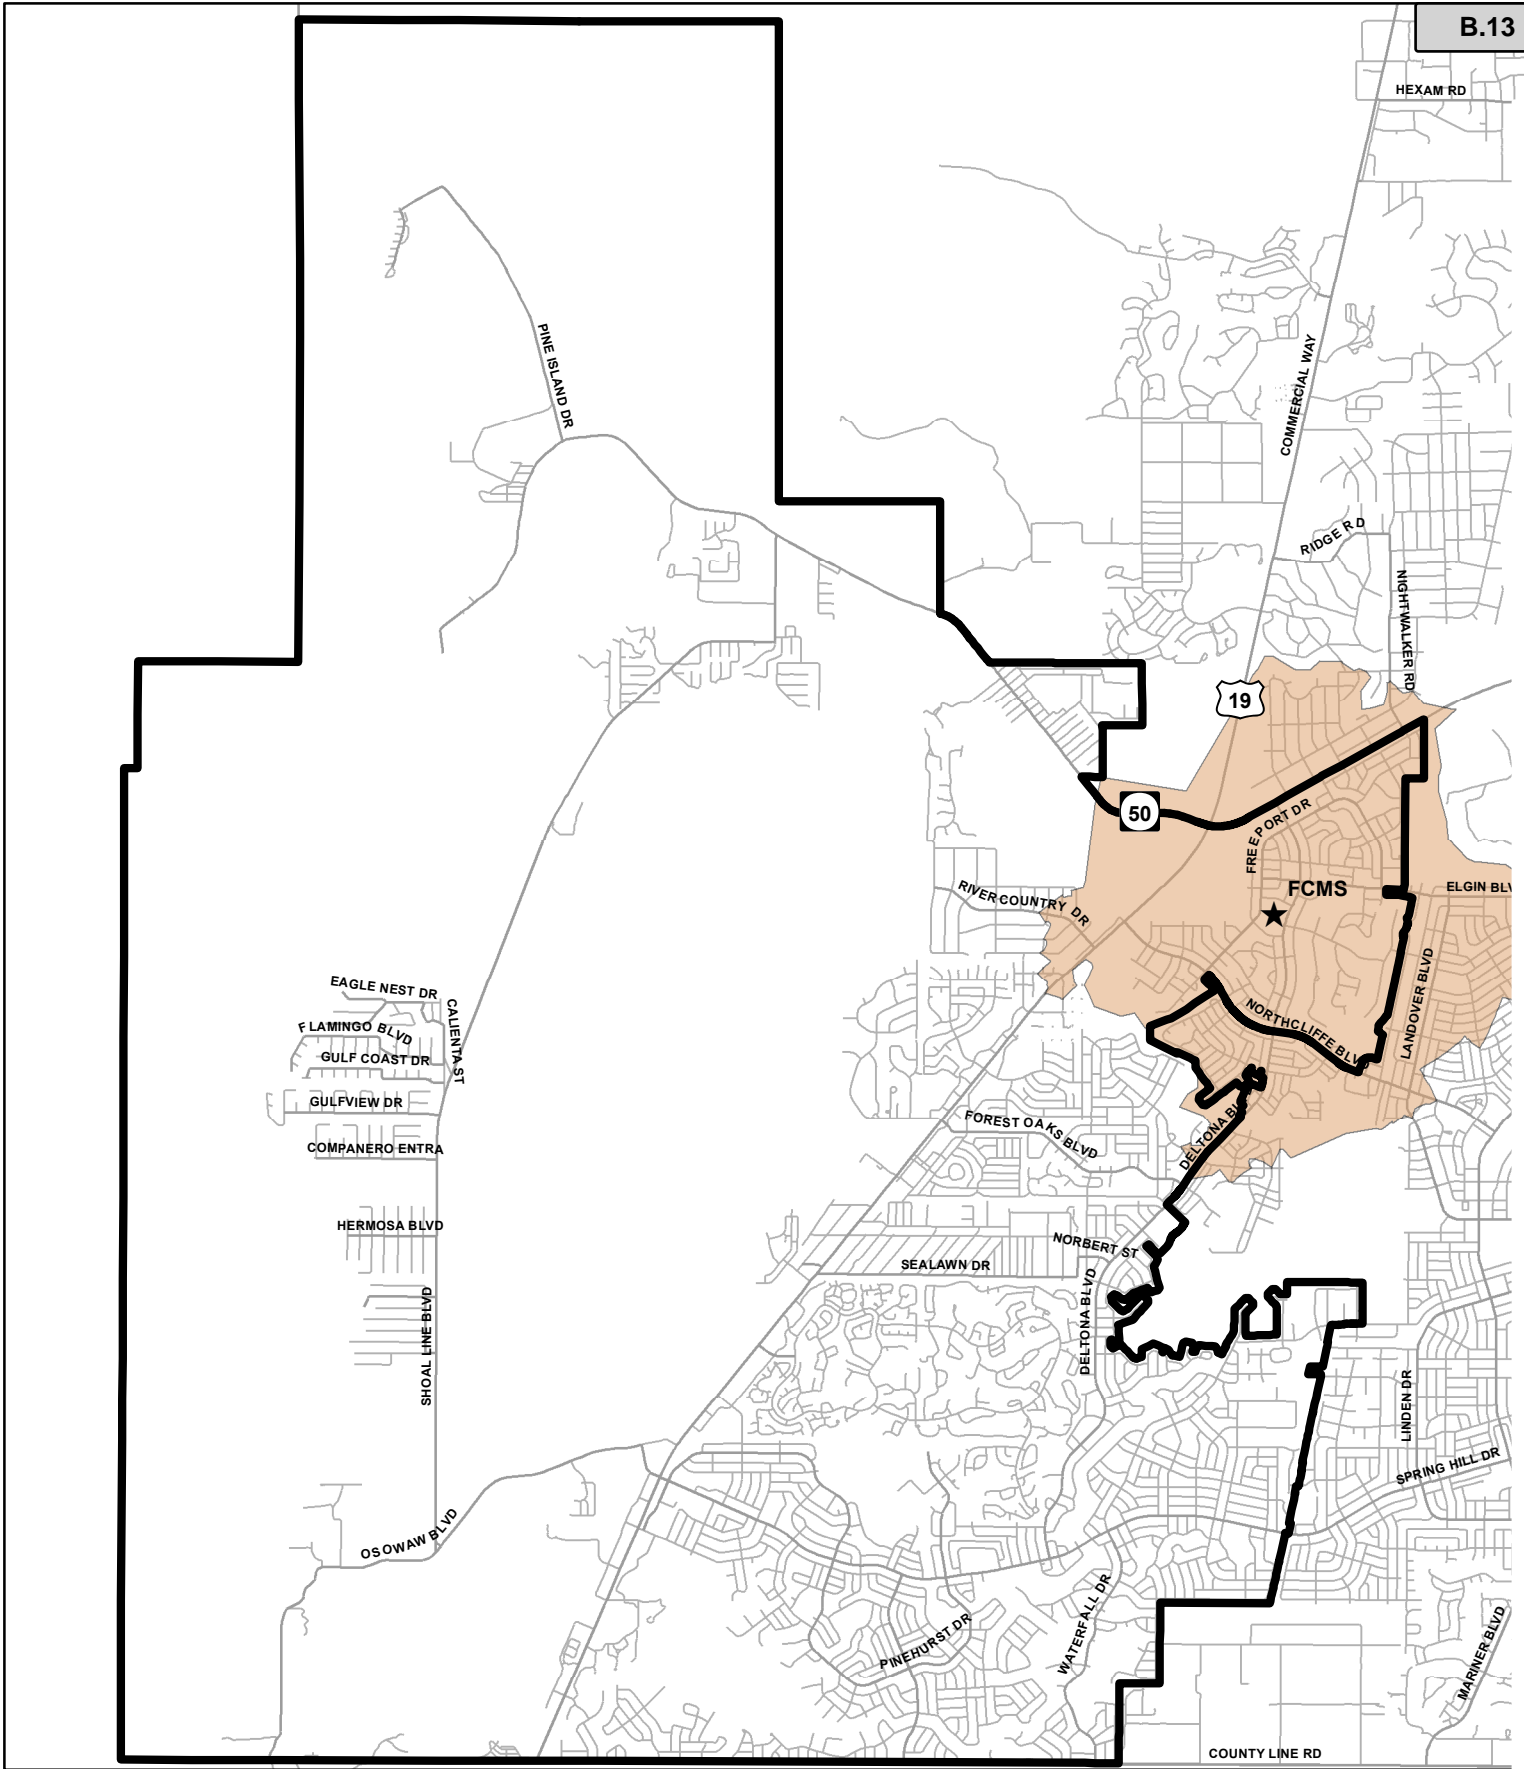 B.13
HEXAM RD
PINE ISLAND DR
COMMERCIAL WAY
RIDGE RD
NIGHTWALKER RD
19
50
FREEPORT DR
FCMS
ELGIN BLV
RIVER COUNTRY DR
LANDOVER BLVD
EAGLE NEST DR
CALIENTA ST
FLAMINGO BLVD
NORTHCLIFFE BLVD
GULF COAST DR
GULFVIEW DR
FOREST OAKS BLVD
DELTONA BL
COMPANERO ENTRA
HERMOSA BLVD
NORBERT ST
SEALAWN DR
DELTONA BLVD
SHOAL LINE BLVD
LINDEN DR
SPRING HILL DR
OSOWAW BLVD
WATERFALL DR
PINEHURST DR
MARINER BLVD
COUNTY LINE RD